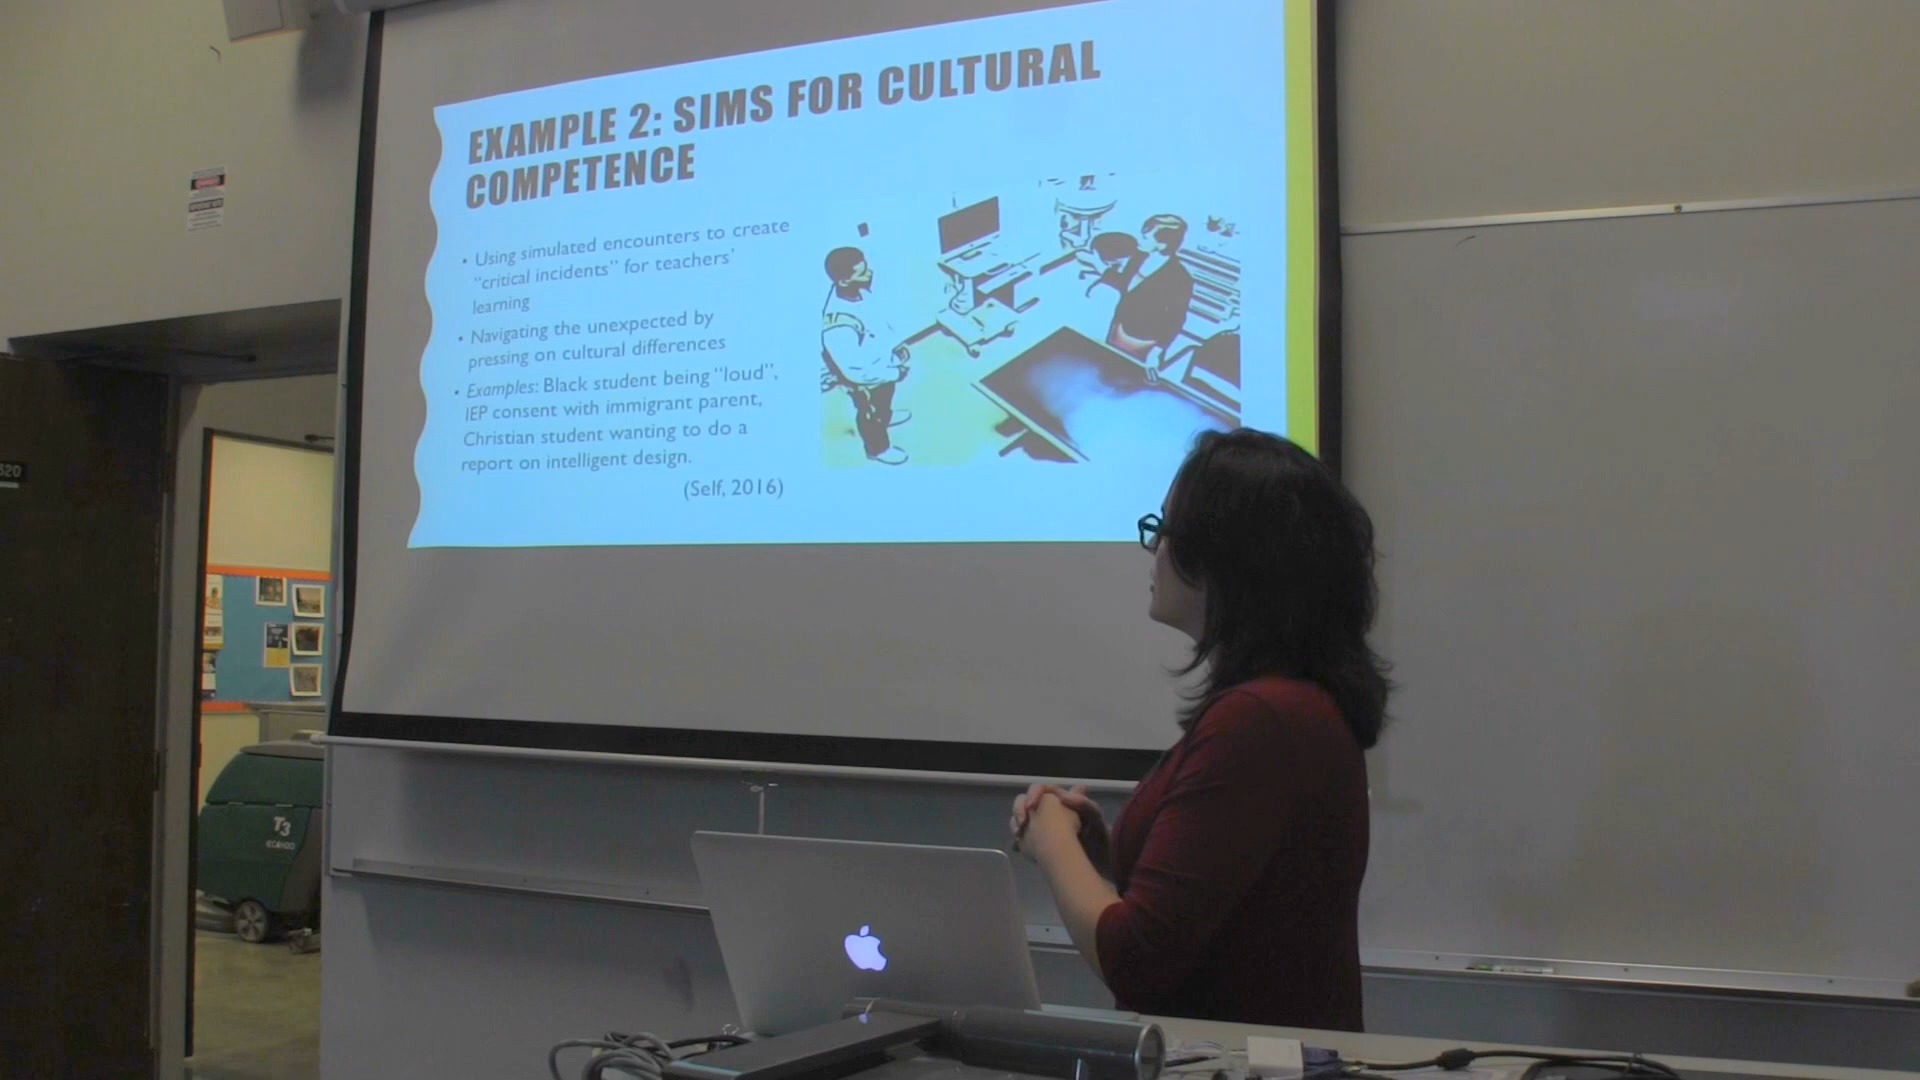 EXAMPLE 2: SIMS FOR CULTURAL
COMPETENCE
• Using simulated encounters to create
"critical incidents" for teachers'
learning
• Navigating the unexpected by
pressing on cultural differences
• Examples: Black student being "loud",
IEP consent with immigrant parent,
Christian student wanting to do a
report on intelligent design.
(Self, 2016)
T3